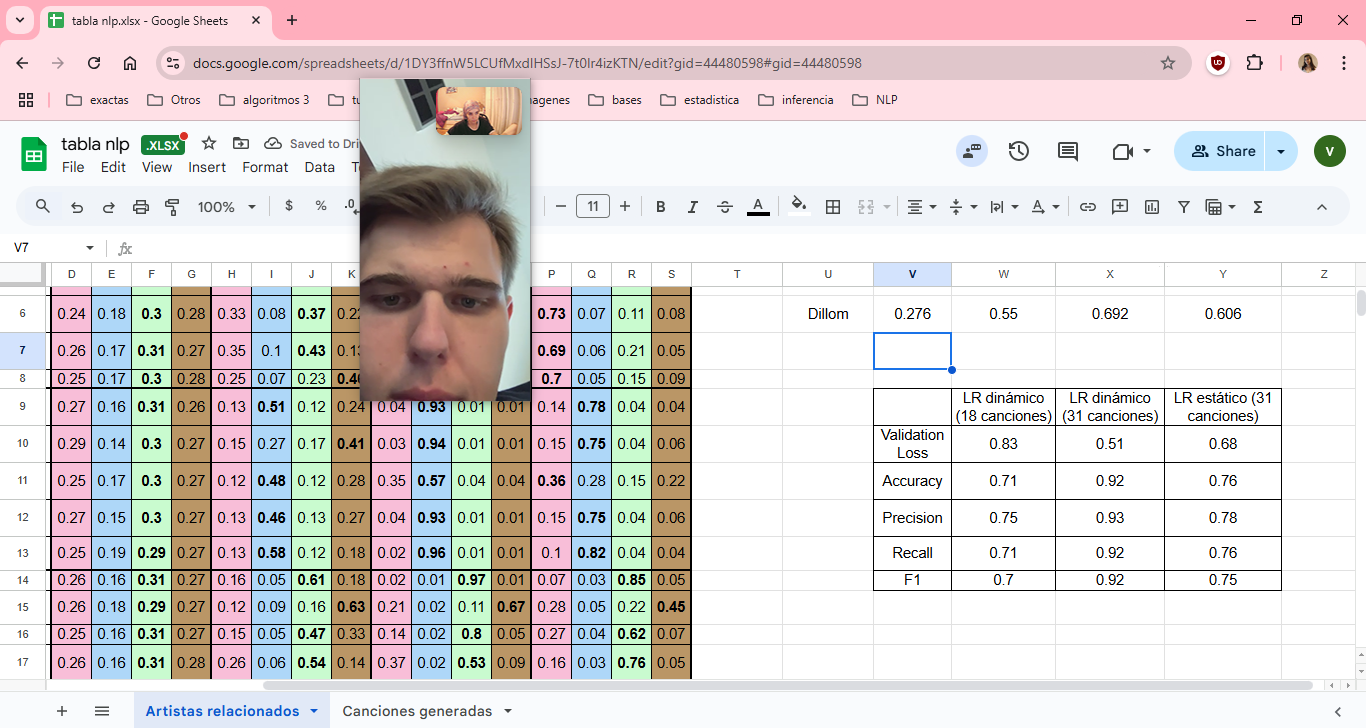 tabla nlp.xlsx - Google Sheets
docs.google.com/spreadsheets/d/1DY3ffnW5LCUfMxdIHSsJ-7t0Ir4izKTN/edit?gid=44480598#gid=44480598
exactas Otros algoritmos 3 bases estadistica inferencia NLP
tabla nlp .XLSX Saved to Share V
File Edit View Insert Format Data
100% $ % .0 11 B I A
V7 fx
D E F G H I J K P Q R S T U V W X Y Z
6 0.24 0.18 0.3 0.28 0.33 0.08 0.37 0.73 0.07 0.11 0.08 Dillom 0.276 0.55 0.692 0.606
7 0.26 0.17 0.31 0.27 0.35 0.1 0.43 0.69 0.06 0.21 0.05
8 0.25 0.17 0.3 0.28 0.25 0.07 0.23 0.7 0.05 0.15 0.09
9 0.27 0.16 0.31 0.26 0.13 0.51 0.12 0.24 0.04 0.93 0.01 0.01 0.14 0.78 0.04 0.04
LR dinámico (18 canciones) LR dinámico (31 canciones) LR estático (31 canciones)
10 0.29 0.14 0.3 0.27 0.15 0.27 0.17 0.41 0.03 0.94 0.01 0.01 0.15 0.75 0.04 0.06 Validation Loss 0.83 0.51 0.68
11 0.25 0.17 0.3 0.27 0.12 0.48 0.12 0.28 0.35 0.57 0.04 0.04 0.36 0.28 0.15 0.22 Accuracy 0.71 0.92 0.76
12 0.27 0.15 0.3 0.27 0.13 0.46 0.13 0.27 0.04 0.93 0.01 0.01 0.15 0.75 0.04 0.06 Precision 0.75 0.93 0.78
13 0.25 0.19 0.29 0.27 0.13 0.58 0.12 0.18 0.02 0.96 0.01 0.01 0.1 0.82 0.04 0.04 Recall 0.71 0.92 0.76
14 0.26 0.16 0.31 0.27 0.16 0.05 0.61 0.18 0.02 0.01 0.97 0.01 0.07 0.03 0.85 0.05 F1 0.7 0.92 0.75
15 0.26 0.18 0.29 0.27 0.12 0.09 0.16 0.63 0.21 0.02 0.11 0.67 0.28 0.05 0.22 0.45
16 0.25 0.16 0.31 0.27 0.15 0.05 0.47 0.33 0.14 0.02 0.8 0.05 0.27 0.04 0.62 0.07
17 0.26 0.16 0.31 0.28 0.26 0.06 0.54 0.14 0.37 0.02 0.53 0.09 0.16 0.03 0.76 0.05
Artistas relacionados Canciones generadas